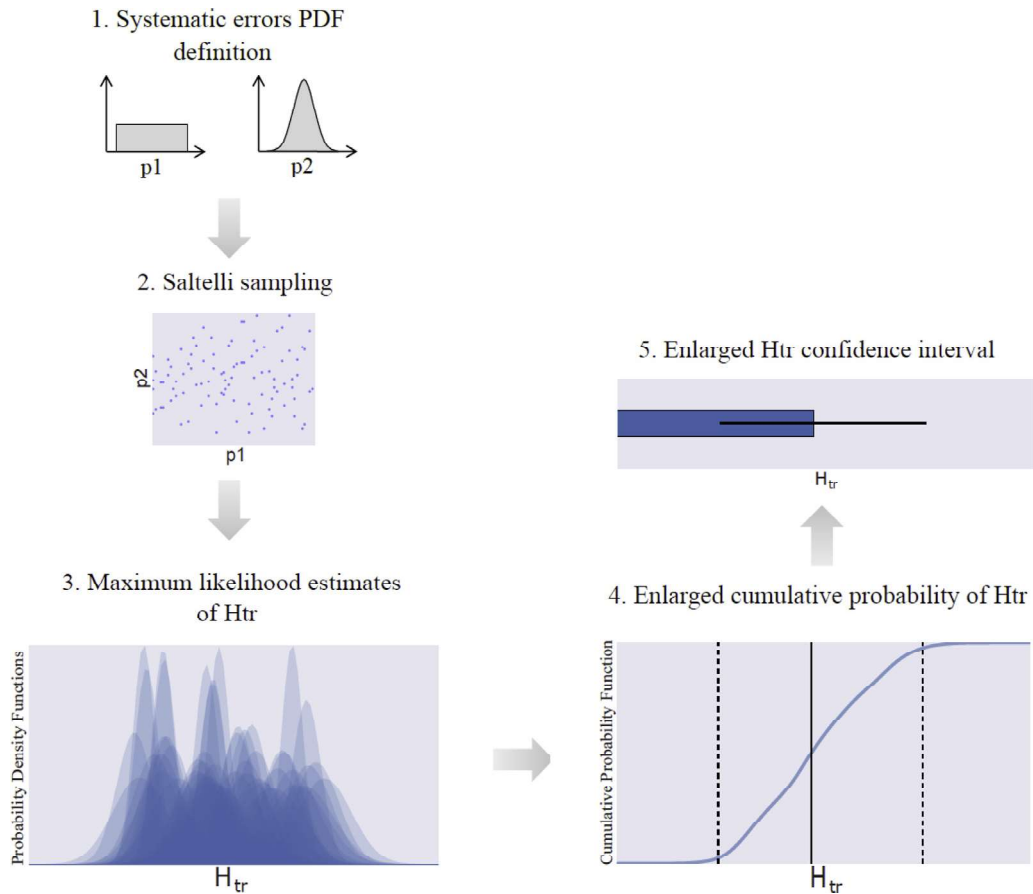 1. Systematic errors PDF
definition
p1
p2
2. Saltelli sampling
p2
p1
3. Maximum likelihood estimates
of Htr
Probability Density Functions
Htr
4. Enlarged cumulative probability of Htr
Cumulative Probability Function
Htr
5. Enlarged Htr confidence interval
Htr